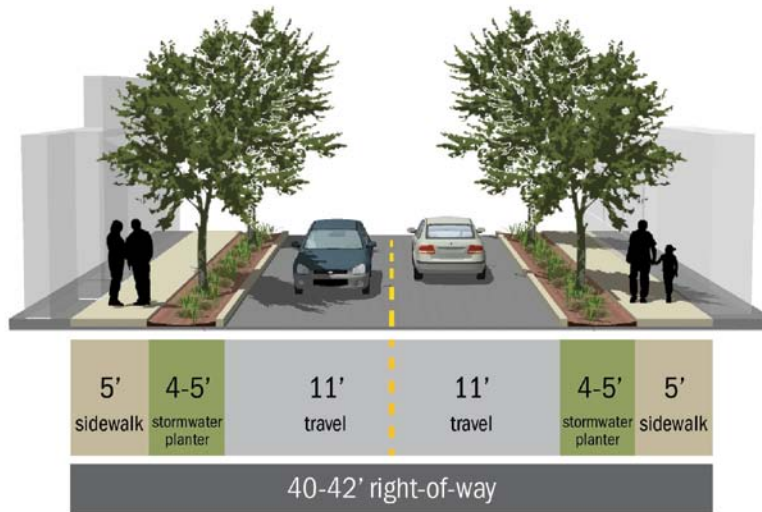 5’
sidewalk
4-5’
stormwater
planter
11’
travel
11’
travel
4-5’
stormwater
planter
5’
sidewalk
40-42’ right-of-way